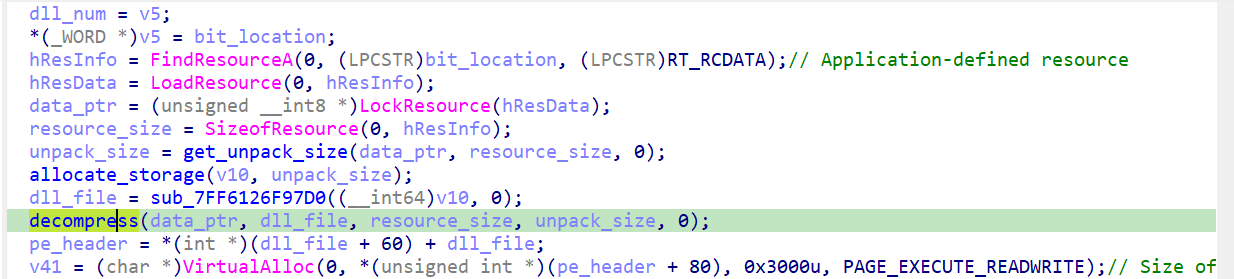 dll_num = v5;
*(_WORD *)v5 = bit_location;
hResInfo = FindResourceA(0, (LPCSTR)bit_location, (LPCSTR)RT_RCDATA);// Application-defined resource
hResData = LoadResource(0, hResInfo);
data_ptr = (unsigned __int8 *)LockResource(hResData);
resource_size = SizeofResource(0, hResInfo);
unpack_size = get_unpack_size(data_ptr, resource_size, 0);
allocate_storage(v10, unpack_size);
dll_file = sub_7FF6126F97D0((__int64)v10, 0);
decompress(data_ptr, dll_file, resource_size, unpack_size, 0);
pe_header = *(int *)(dll_file + 60) + dll_file;
v41 = (char *)VirtualAlloc(0, *(unsigned int *)(pe_header + 80), 0x3000u, PAGE_EXECUTE_READWRITE);// Size of